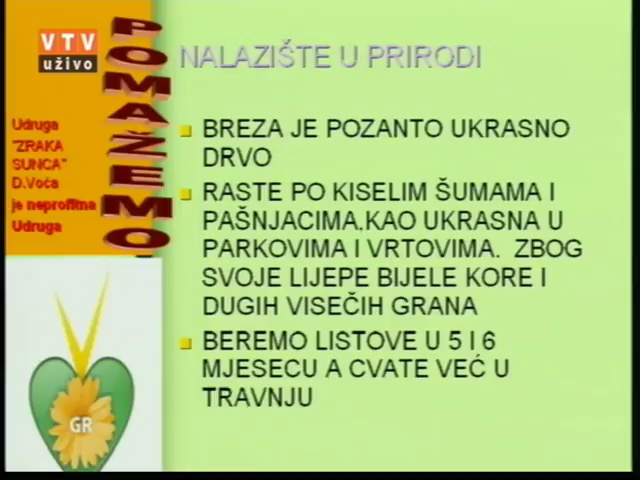 VTV
uživo
POMAŽEMO
Udruga
"ZRAKA
SUNCA"
D.Voća
je neprofitna
Udruga
GR
NALAZIŠTE U PRIRODI
BREZA JE POZANTO UKRASNO
DRVO
RASTE PO KISELIM ŠUMAMA I
PAŠNJACIMA,KAO UKRASNA U
PARKOVIMA I VRTOVIMA. ZBOG
SVOJE LIJEPE BIJELE KORE I
DUGIH VISEČIH GRANA
BEREMO LISTOVE U 5 I 6
MJESECU A CVATE VEĆ U
TRAVNJU